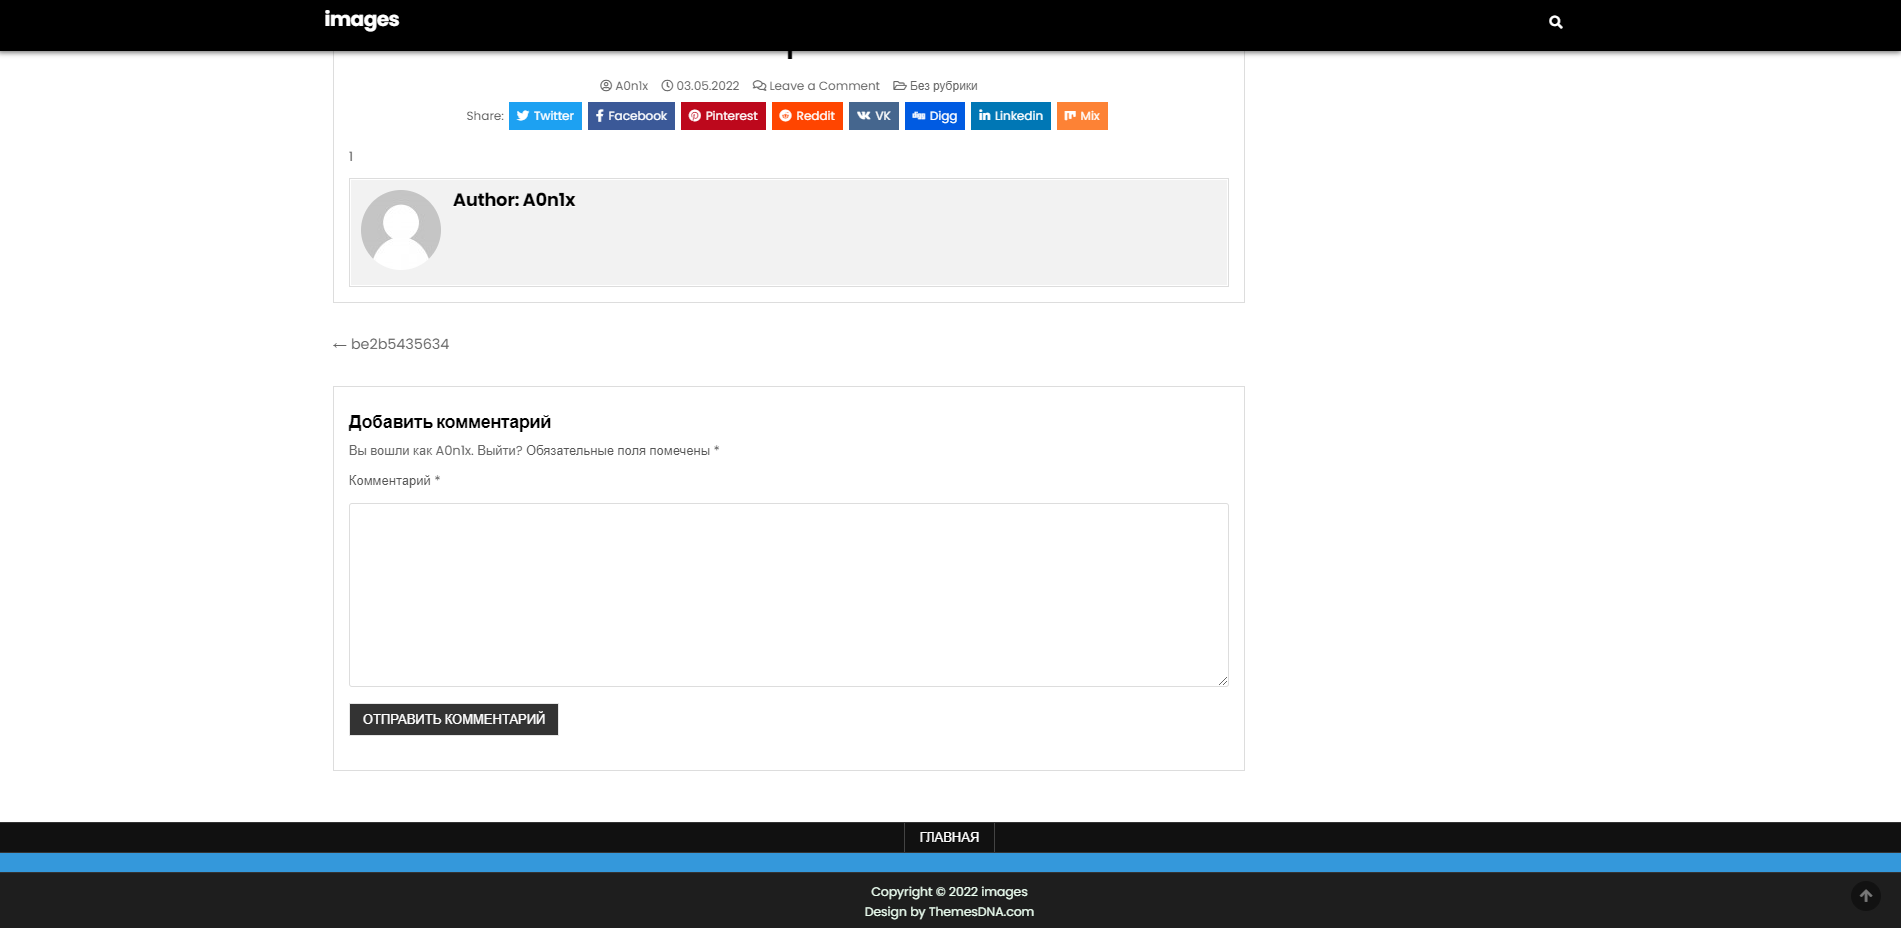 images
A0n1x 03.05.2022 Leave a Comment Без рубрики
Share: Twitter Facebook Pinterest Reddit VK Digg Linkedin Mix
1
Author: A0n1x
← be2b5435634
Добавить комментарий
Вы вошли как A0n1x. Выйти? Обязательные поля помечены *
Комментарий *
ОТПРАВИТЬ КОММЕНТАРИЙ
ГЛАВНАЯ
Copyright © 2022 images
Design by ThemesDNA.com